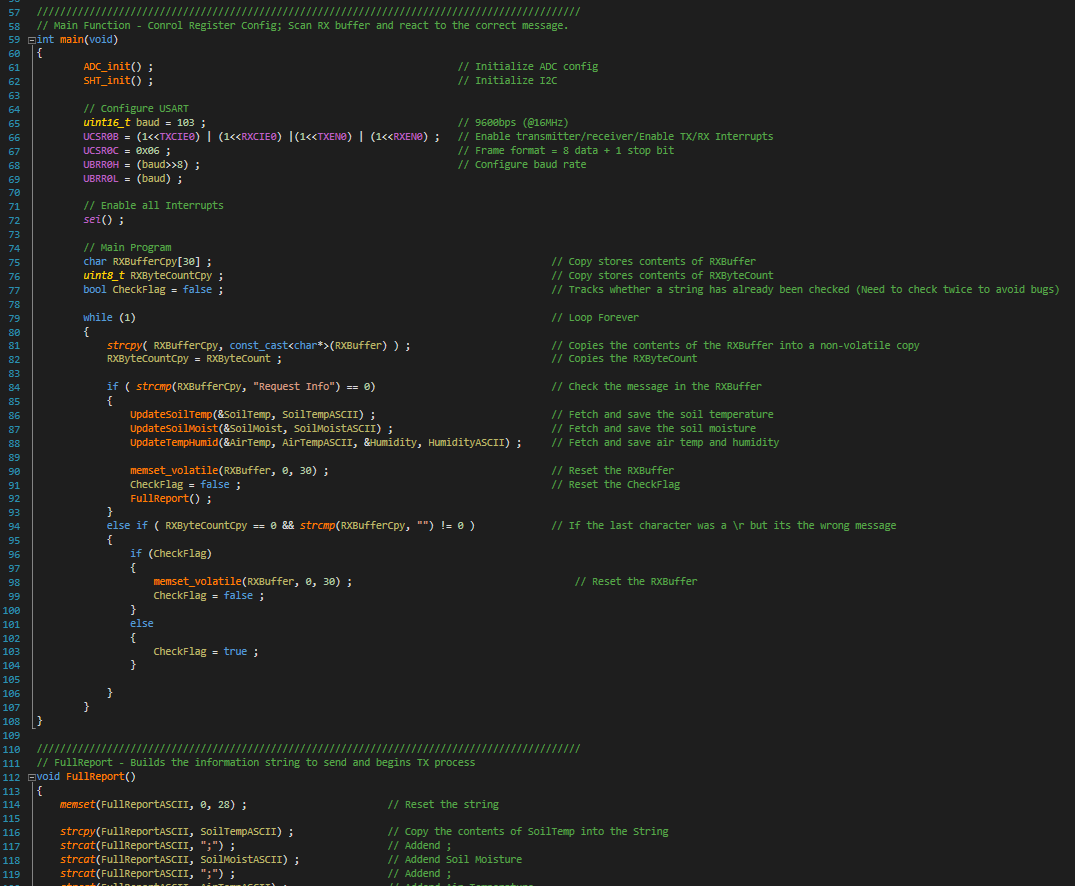 57 //////////////////////////////////////////////////////////////////////////////////////////////
58 // Main Function - Conrol Register Config; Scan RX buffer and react to the correct message.
59 int main(void)
60 {
61 ADC_init() ; // Initialize ADC config
62 SHT_init() ; // Initialize I2C
63
64 // Configure USART
65 uint16_t baud = 103 ; // 9600bps (@16MHz)
66 UCSR0B = (1<<TXCIE0) | (1<<RXCIE0) |(1<<TXEN0) | (1<<RXEN0) ; // Enable transmitter/receiver/Enable TX/RX Interrupts
67 UCSR0C = 0x06 ; // Frame format = 8 data + 1 stop bit
68 UBRR0H = (baud>>8) ; // Configure baud rate
69 UBRR0L = (baud) ;
70
71 // Enable all Interrupts
72 sei() ;
73
74 // Main Program
75 char RXBufferCpy[30] ; // Copy stores contents of RXBuffer
76 uint8_t RXByteCountCpy ; // Copy stores contents of RXByteCount
77 bool CheckFlag = false ; // Tracks whether a string has already been checked (Need to check twice to avoid bugs)
78
79 while (1) // Loop Forever
80 {
81 strcpy( RXBufferCpy, const_cast<char*>(RXBuffer) ) ; // Copies the contents of the RXBuffer into a non-volatile copy
82 RXByteCountCpy = RXByteCount ; // Copies the RXByteCount
83
84 if ( strcmp(RXBufferCpy, "Request Info") == 0) // Check the message in the RXBuffer
85 {
86 UpdateSoilTemp(&SoilTemp, SoilTempASCII) ; // Fetch and save the soil temperature
87 UpdateSoilMoist(&SoilMoist, SoilMoistASCII) ; // Fetch and save the soil moisture
88 UpdateTempHumid(&AirTemp, AirTempASCII, &Humidity, HumidityASCII) ; // Fetch and save air temp and humidity
89
90 memset_volatile(RXBuffer, 0, 30) ; // Reset the RXBuffer
91 CheckFlag = false ; // Reset the CheckFlag
92 FullReport() ;
93 }
94 else if ( RXByteCountCpy == 0 && strcmp(RXBufferCpy, "") != 0 ) // If the last character was a \r but its the wrong message
95 {
96 if (CheckFlag)
97 {
98 memset_volatile(RXBuffer, 0, 30) ; // Reset the RXBuffer
99 CheckFlag = false ;
100 }
101 else
102 {
103 CheckFlag = true ;
104 }
105
106 }
107 }
108 }
109
110 //////////////////////////////////////////////////////////////////////////////////////////////
111 // FullReport - Builds the information string to send and begins TX process
112 void FullReport()
113 {
114 memset(FullReportASCII, 0, 28) ; // Reset the string
115
116 strcpy(FullReportASCII, SoilTempASCII) ; // Copy the contents of SoilTemp into the String
117 strcat(FullReportASCII, ";") ; // Addend ;
118 strcat(FullReportASCII, SoilMoistASCII) ; // Addend Soil Moisture
119 strcat(FullReportASCII, ";") ; // Addend ;